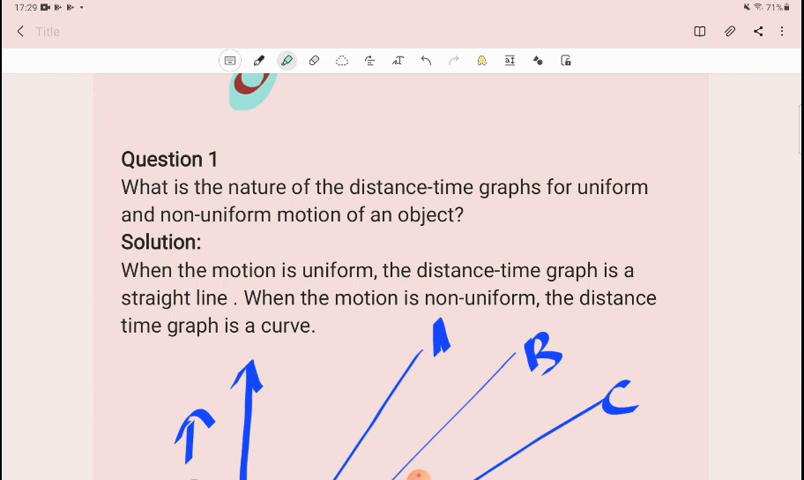 17:29
71%
Title
Question 1
What is the nature of the distance-time graphs for uniform
and non-uniform motion of an object?
Solution:
When the motion is uniform, the distance-time graph is a
straight line . When the motion is non-uniform, the distance
time graph is a curve.
A
B
C